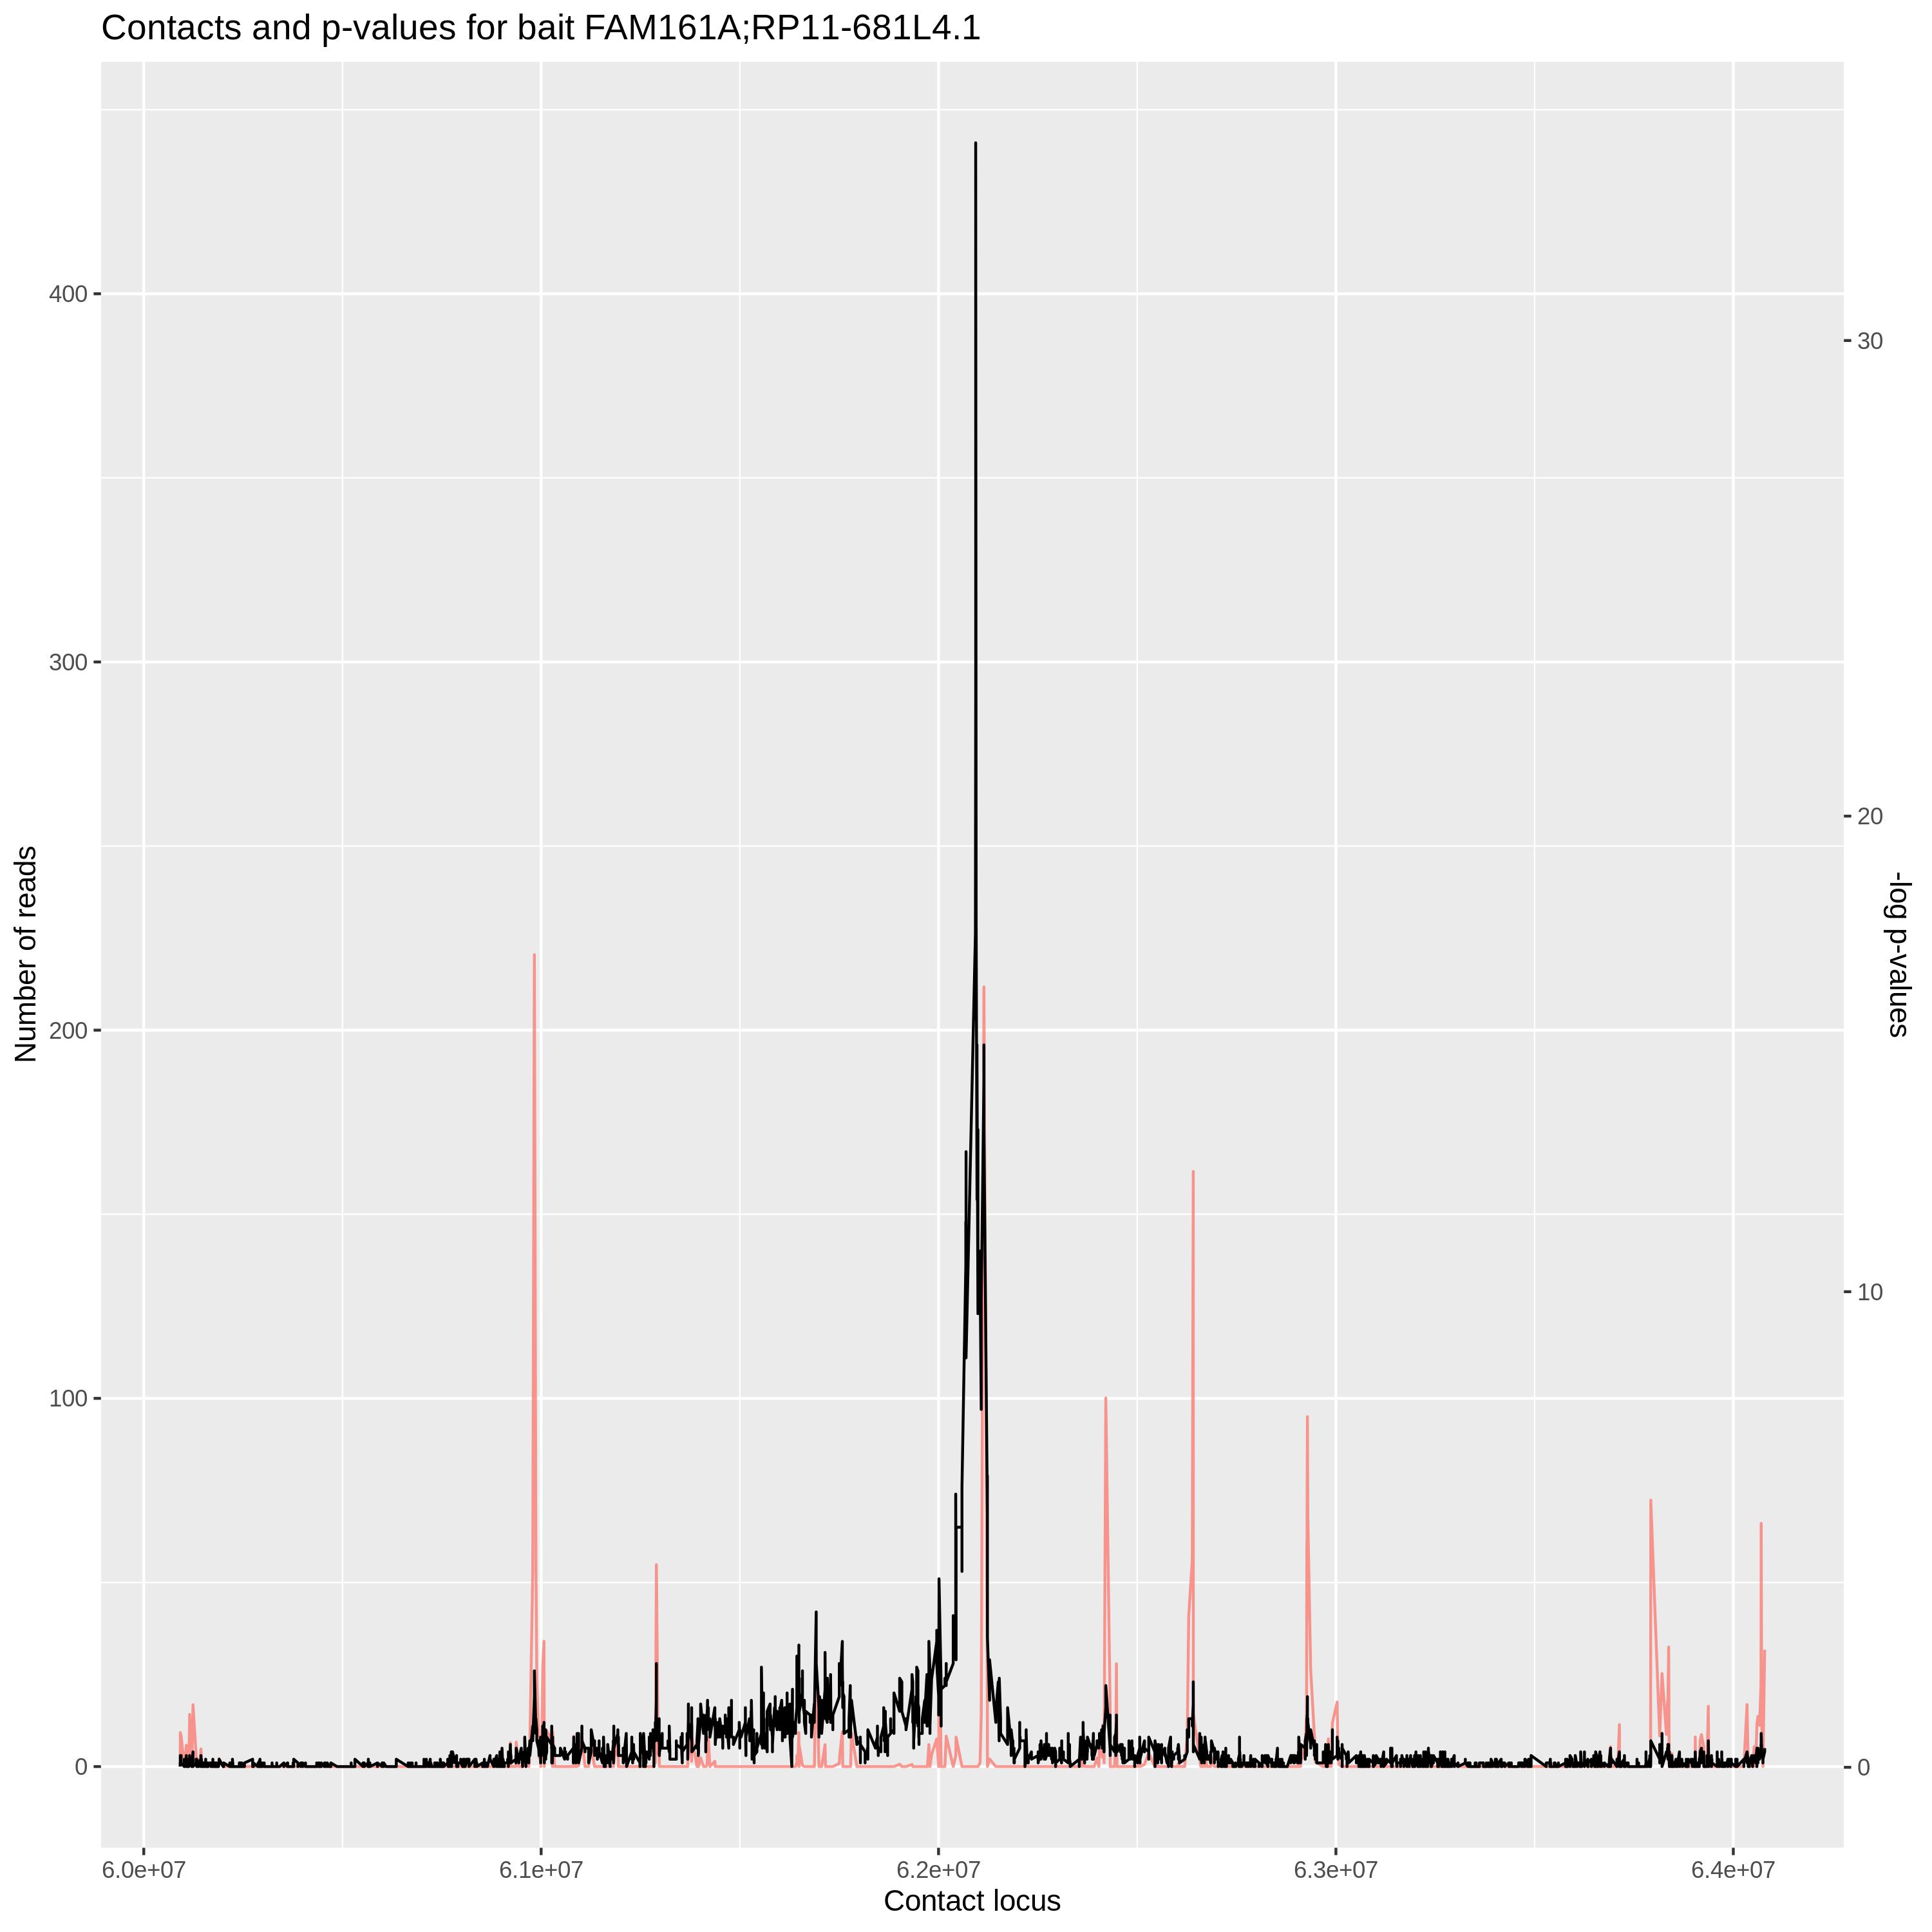 Contacts and p-values for bait FAM161A;RP11-681L4.1
400
300
200
100
0
Number of reads
30
20
10
0
-log p-values
6.0e+07 6.1e+07 6.2e+07 6.3e+07 6.4e+07
Contact locus